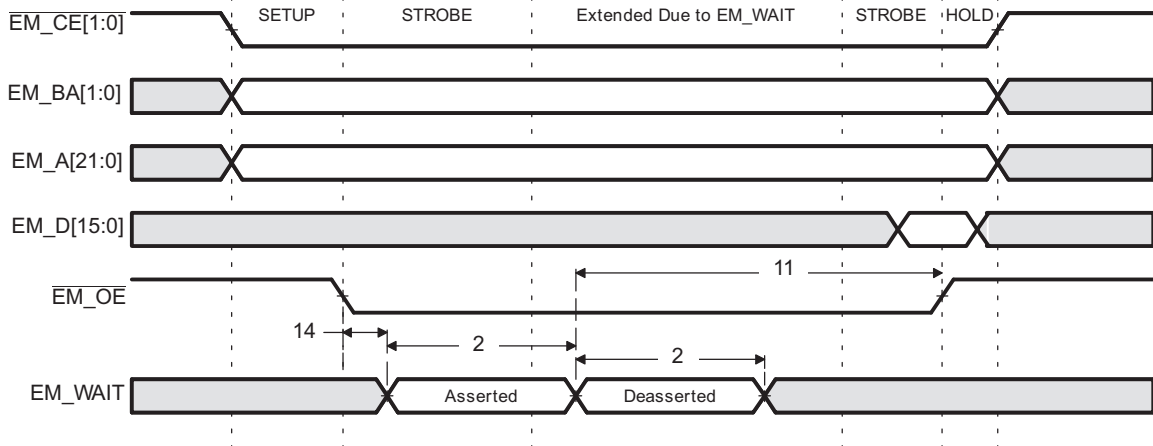 SETUP STROBE Extended Due to EM_WAIT STROBE HOLD
EM_CE[1:0]
EM_BA[1:0]
EM_A[21:0]
EM_D[15:0]
11
EM_OE
14
2
2
EM_WAIT Asserted Deasserted